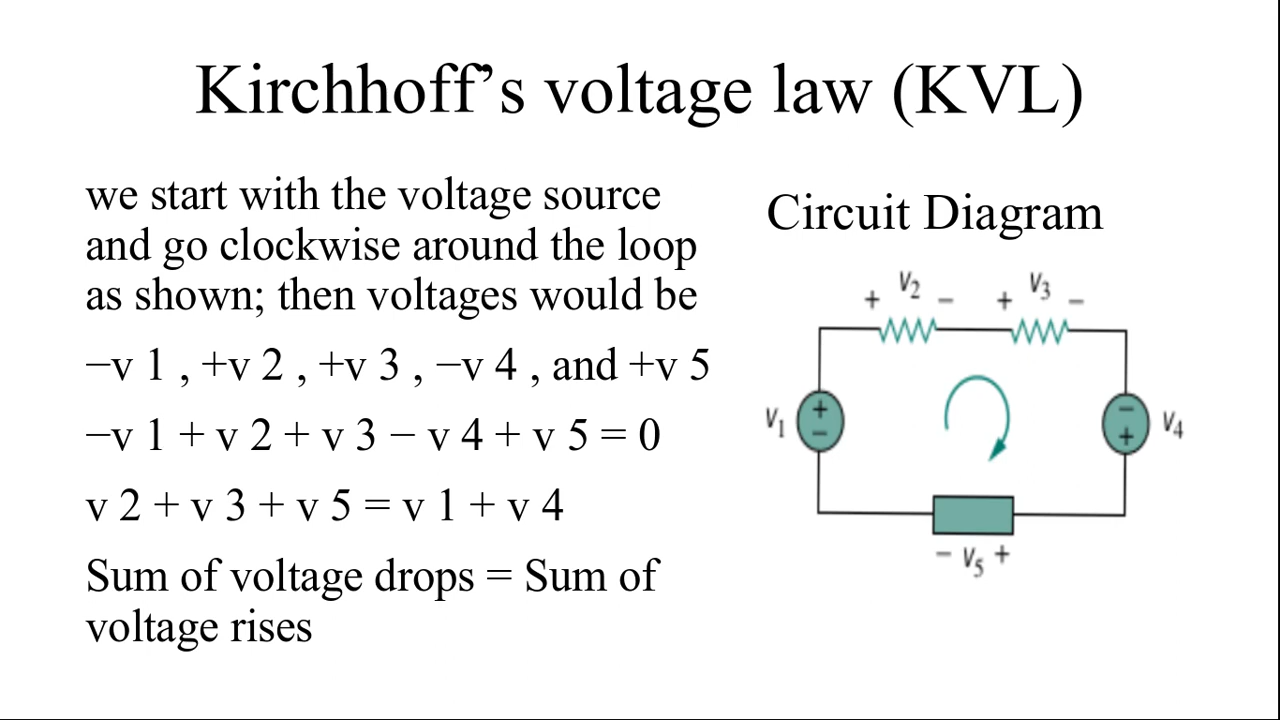 Kirchhoff’s voltage law (KVL)
we start with the voltage source
and go clockwise around the loop
as shown; then voltages would be
−v 1 , +v 2 , +v 3 , −v 4 , and +v 5
−v 1 + v 2 + v 3 − v 4 + v 5 = 0
v 2 + v 3 + v 5 = v 1 + v 4
Sum of voltage drops = Sum of
voltage rises
Circuit Diagram
+ V2 − + V3 −
V1 + −
− + V4
− V5 +